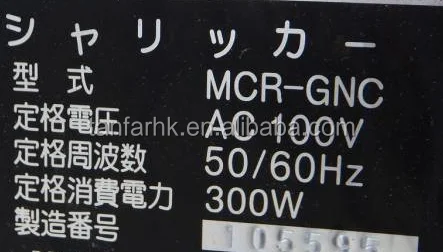 シャリッカー
型式 MCR-GNC
定格電圧 AC100V
定格周波数 50/60Hz
定格消費電力 300W
製造番号 105595